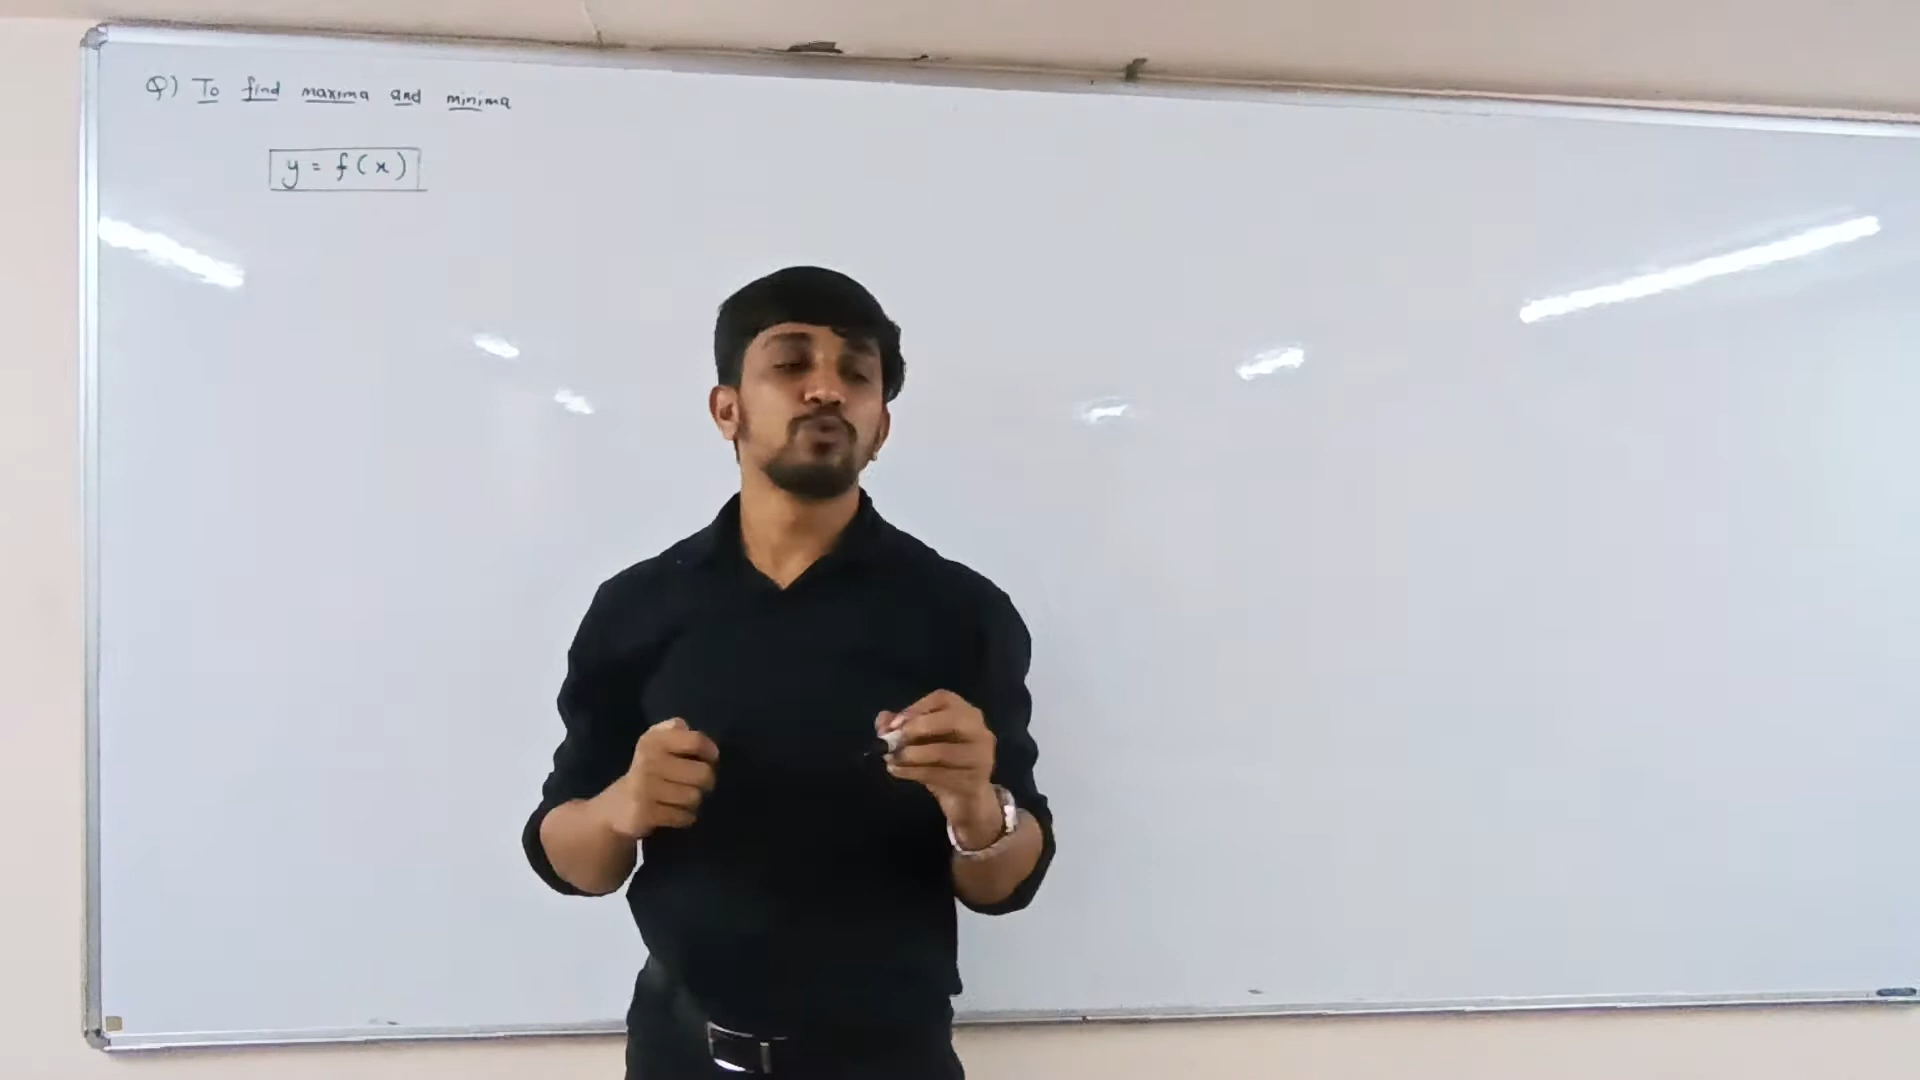 Q) To find maxima and minima
y = f(x)